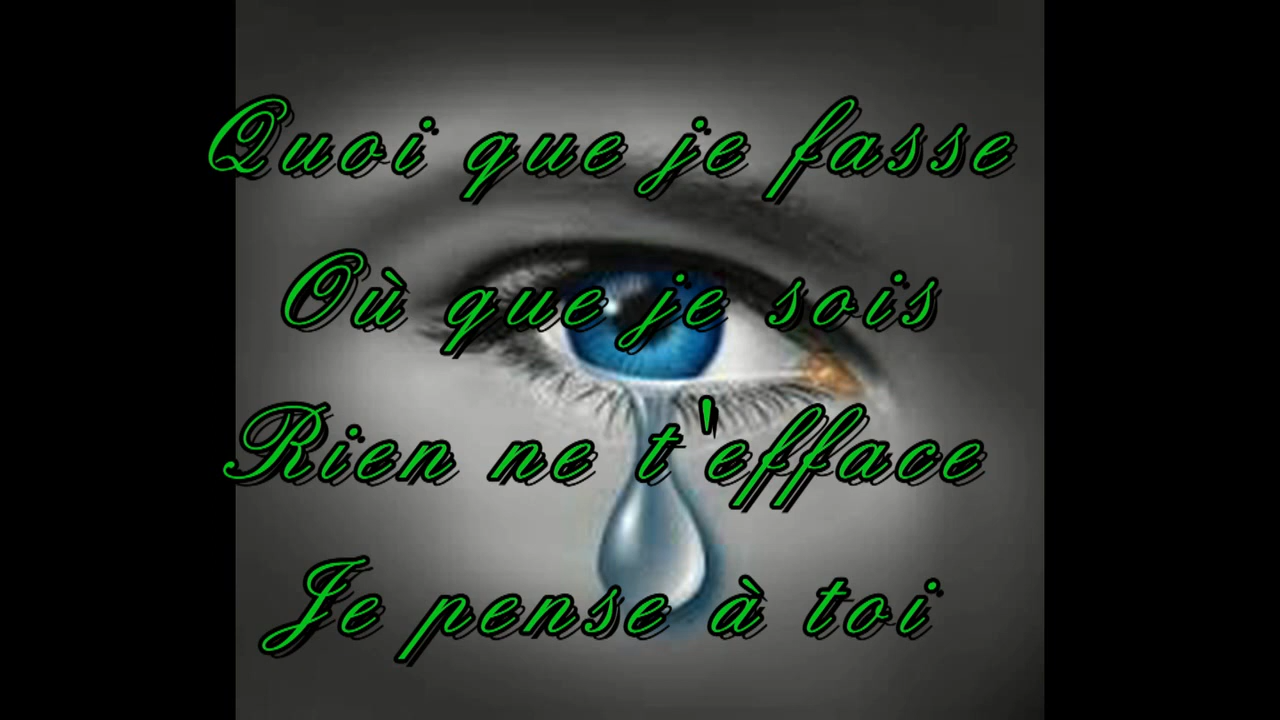 Quoi que je fasse
Où que je sois
Rien ne t'efface
Je pense à toi